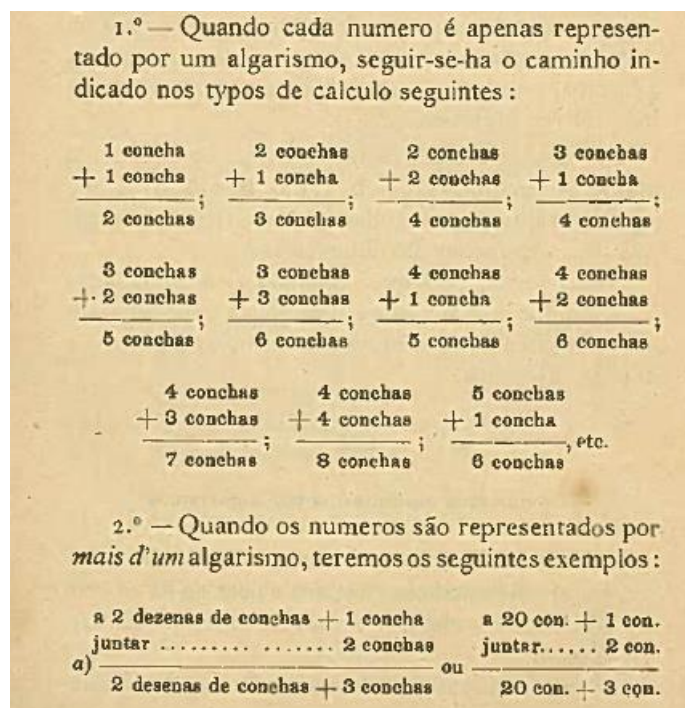 1.º — Quando cada numero é apenas represen-
tado por um algarismo, seguir-se-ha o caminho in-
dicado nos typos de calculo seguintes :
1 concha 2 conchas 2 conchas 3 conchas
+ 1 concha ; + 1 concha ; + 2 conchas ; + 1 concha ;
2 conchas 3 conchas 4 conchas 4 conchas
3 conchas 3 conchas 4 conchas 4 conchas
+ 2 conchas ; + 3 conchas ; + 1 concha ; + 2 conchas ;
5 conchas 6 conchas 5 conchas 6 conchas
4 conchas 4 conchas 5 conchas
+ 3 conchas ; + 4 conchas ; + 1 concha , etc.
7 conchas 8 conchas 6 conchas
2.º — Quando os numeros são representados por
mais d'um algarismo, teremos os seguintes exemplos :
a 2 dezenas de conchas + 1 concha a 20 con. + 1 con.
juntar ......... ....... 2 conchas juntar...... 2 con.
a) ou
2 desenas de conchas + 3 conchas 20 con. + 3 con.